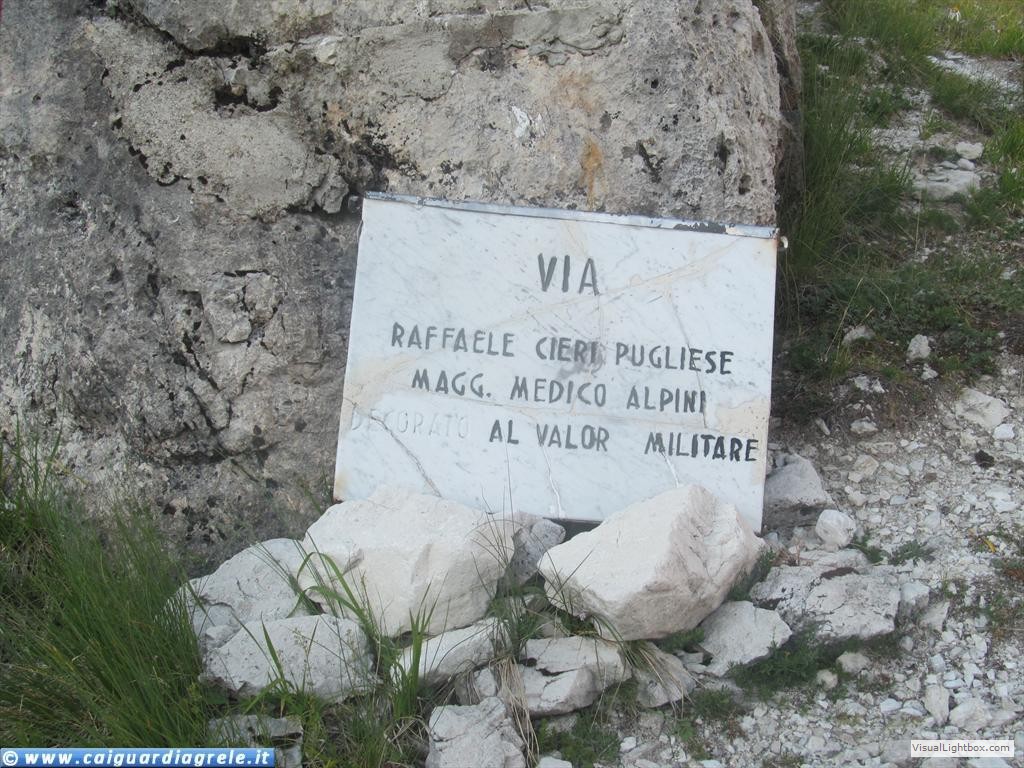 VIA
RAFFAELE CIERI PUGLIESE
MAGG. MEDICO ALPINI
DECORATO AL VALOR MILITARE
www.caiguardiagrele.it
VisualLightbox.com